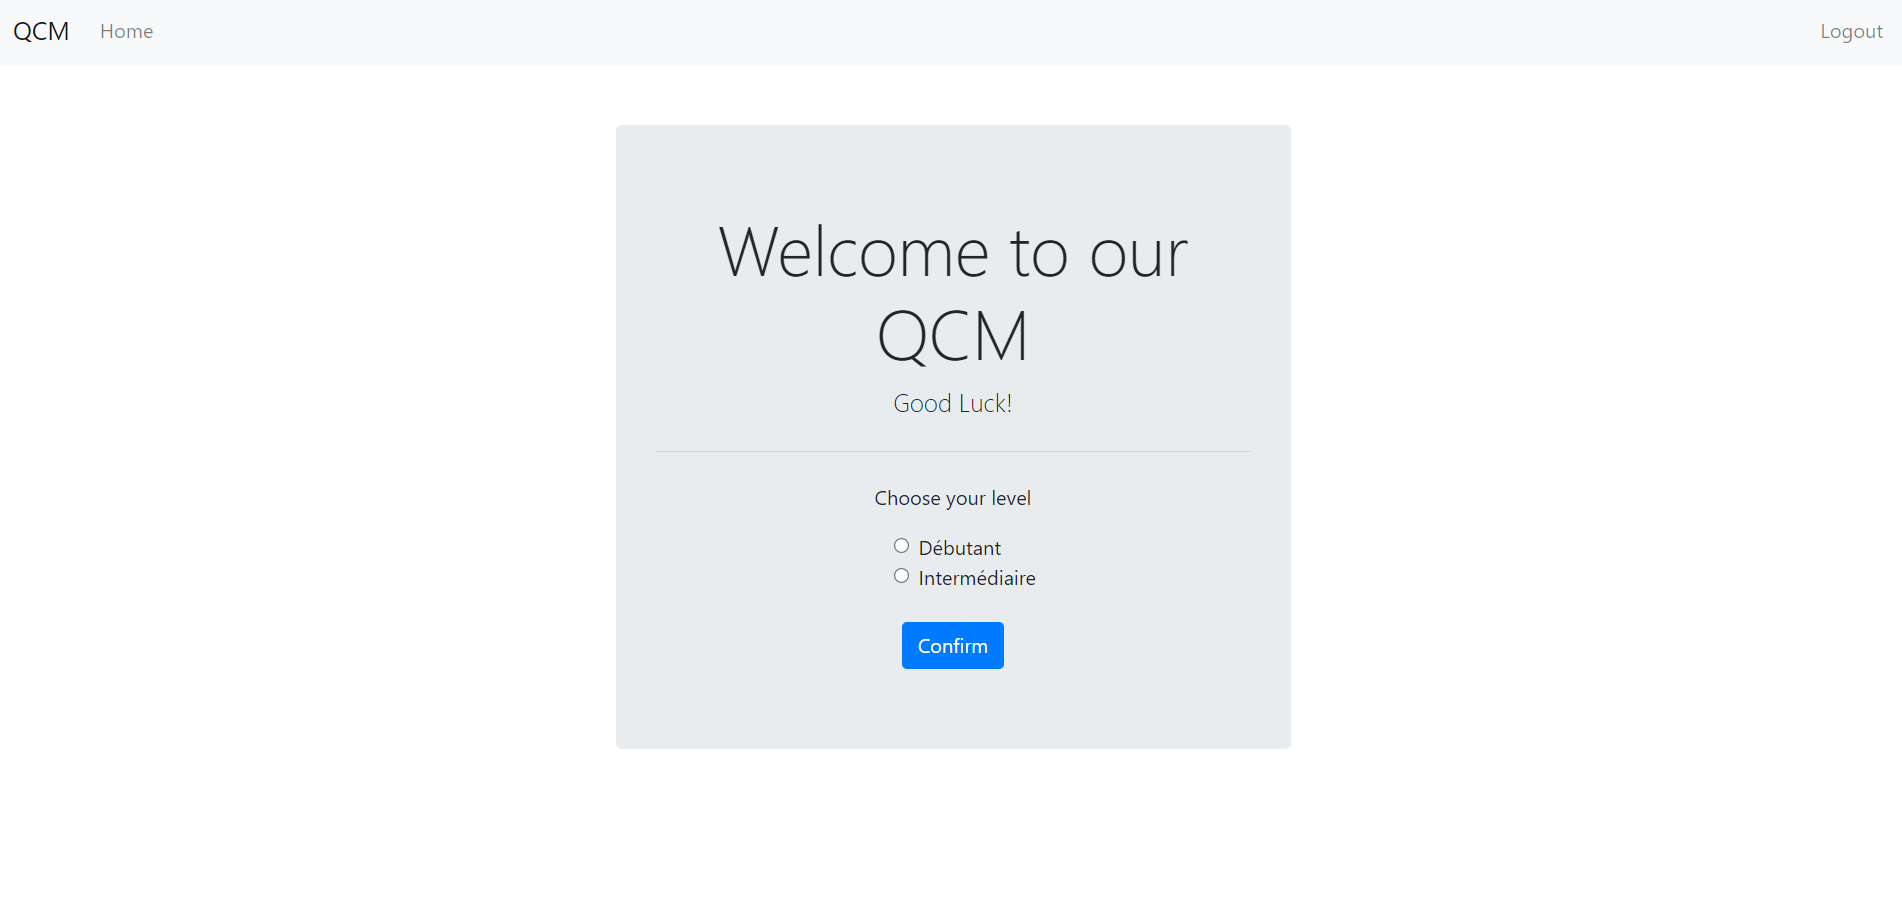 QCM Home Logout
Welcome to our
QCM
Good Luck!
Choose your level
Débutant
Intermédiaire
Confirm